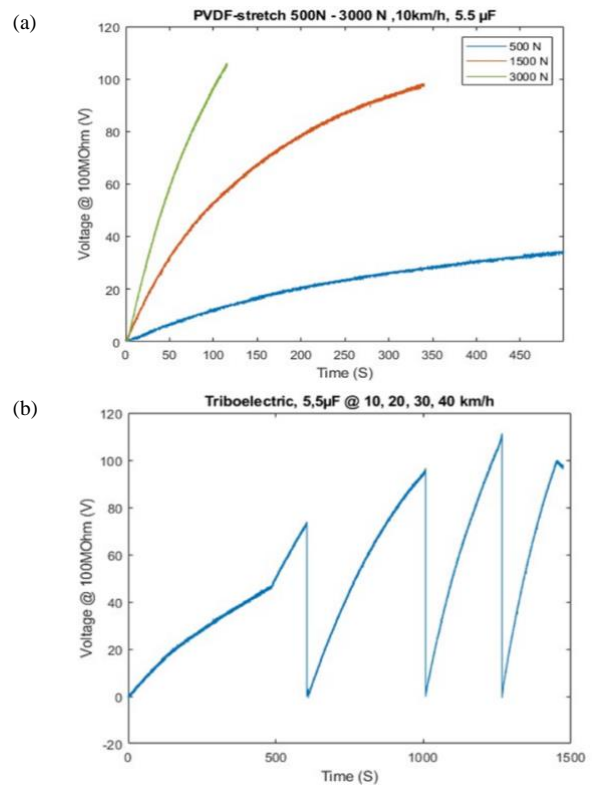 (a)
PVDF-stretch 500N - 3000 N ,10km/h, 5.5 µF
120
100
80
60
40
20
0
Voltage @ 100MOhm (V)
500 N
1500 N
3000 N
0 50 100 150 200 250 300 350 400 450
Time (S)
(b)
Triboelectric, 5,5µF @ 10, 20, 30, 40 km/h
120
100
80
60
40
20
0
-20
Voltage @ 100MOhm (V)
0 500 1000 1500
Time (S)